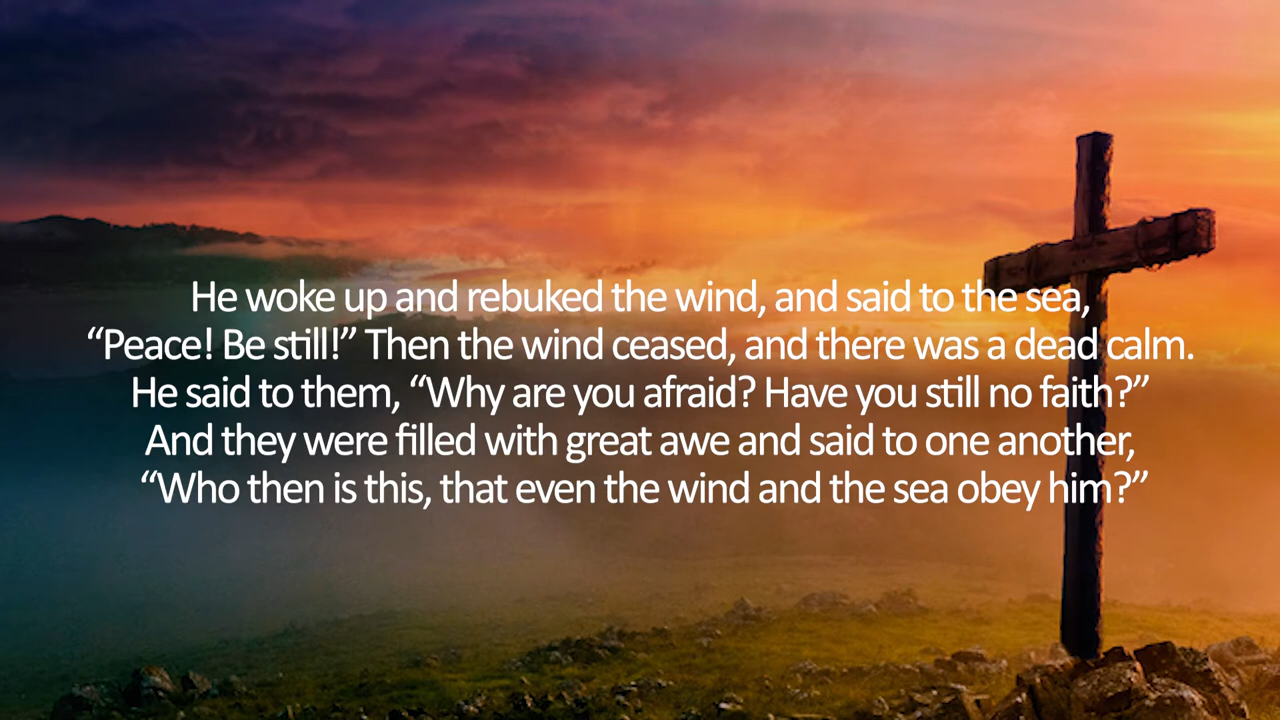 He woke up and rebuked the wind, and said to the sea,
“Peace! Be still!” Then the wind ceased, and there was a dead calm.
He said to them, “Why are you afraid? Have you still no faith?”
And they were filled with great awe and said to one another,
“Who then is this, that even the wind and the sea obey him?”